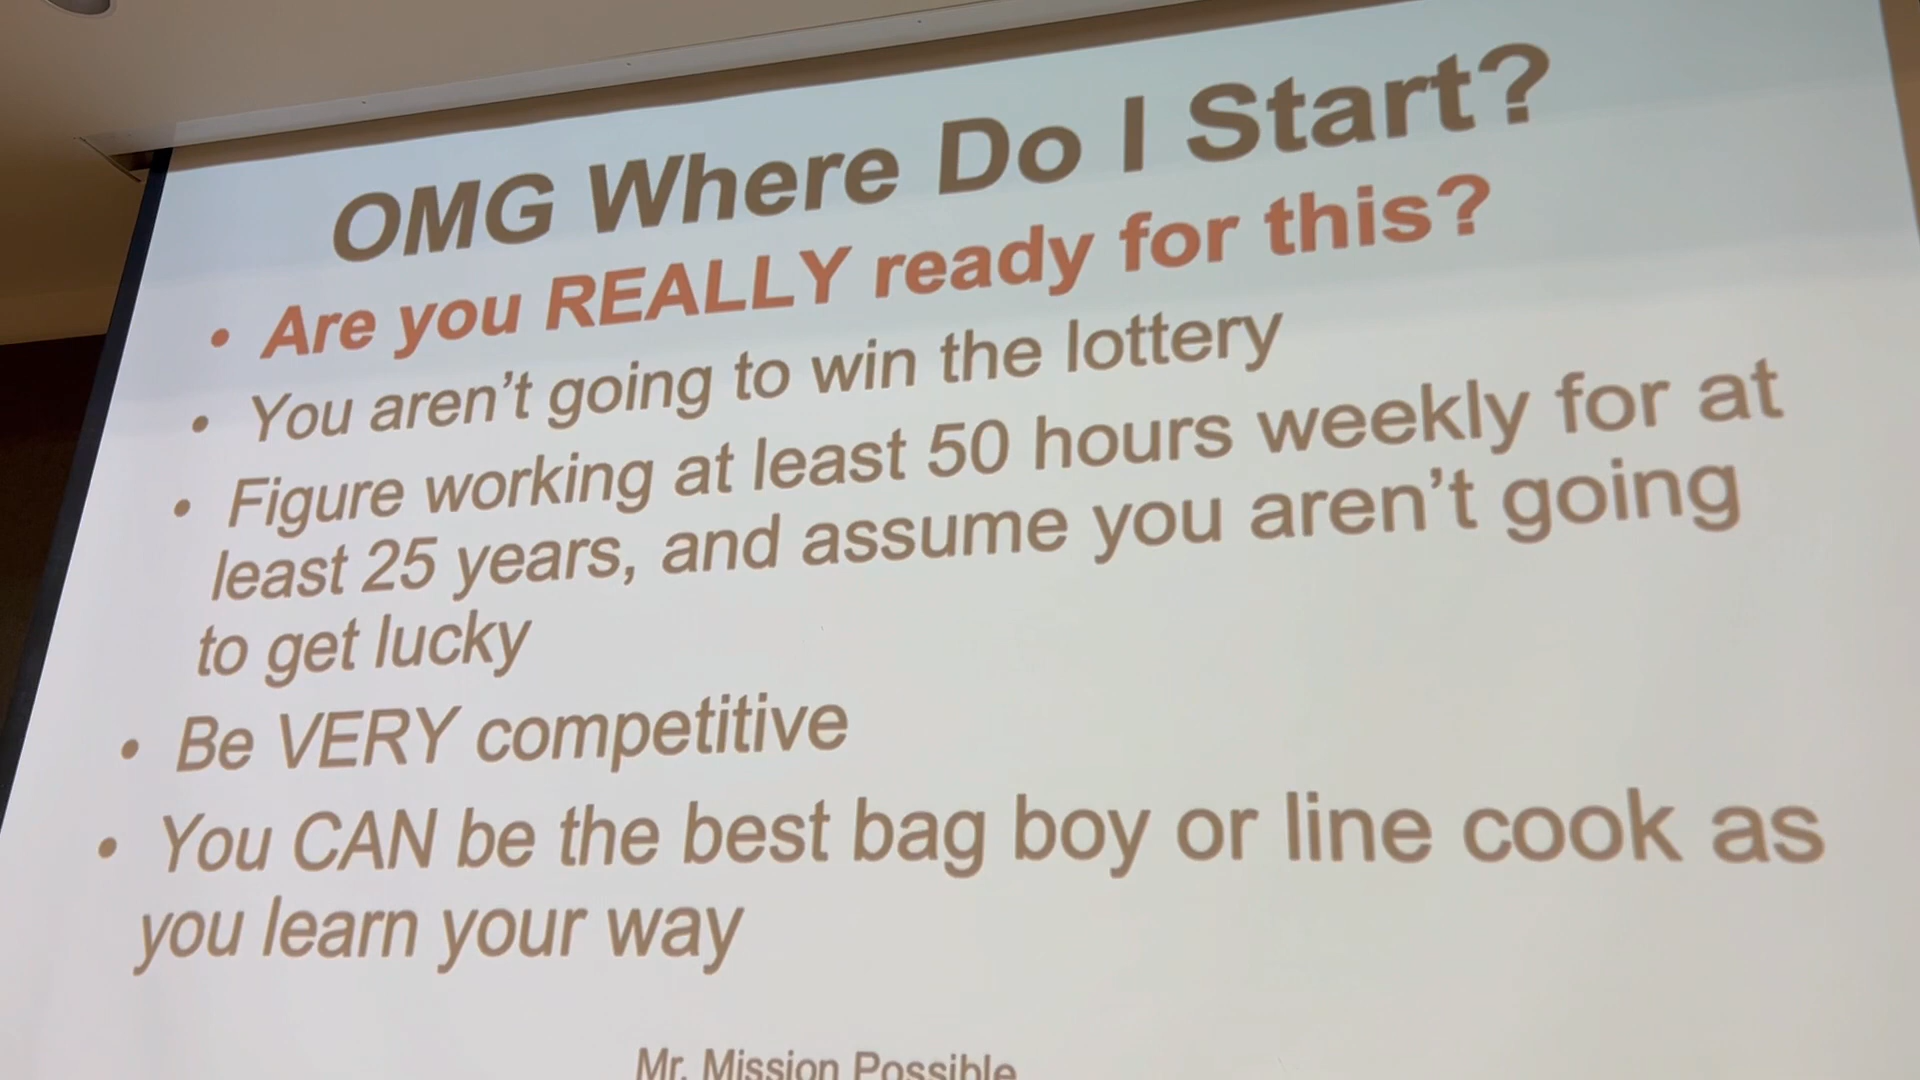 OMG Where Do I Start?
• Are you REALLY ready for this?
• You aren't going to win the lottery
• Figure working at least 50 hours weekly for at
least 25 years, and assume you aren't going
to get lucky
• Be VERY competitive
• You CAN be the best bag boy or line cook as
you learn your way
Mr. Mission Possible